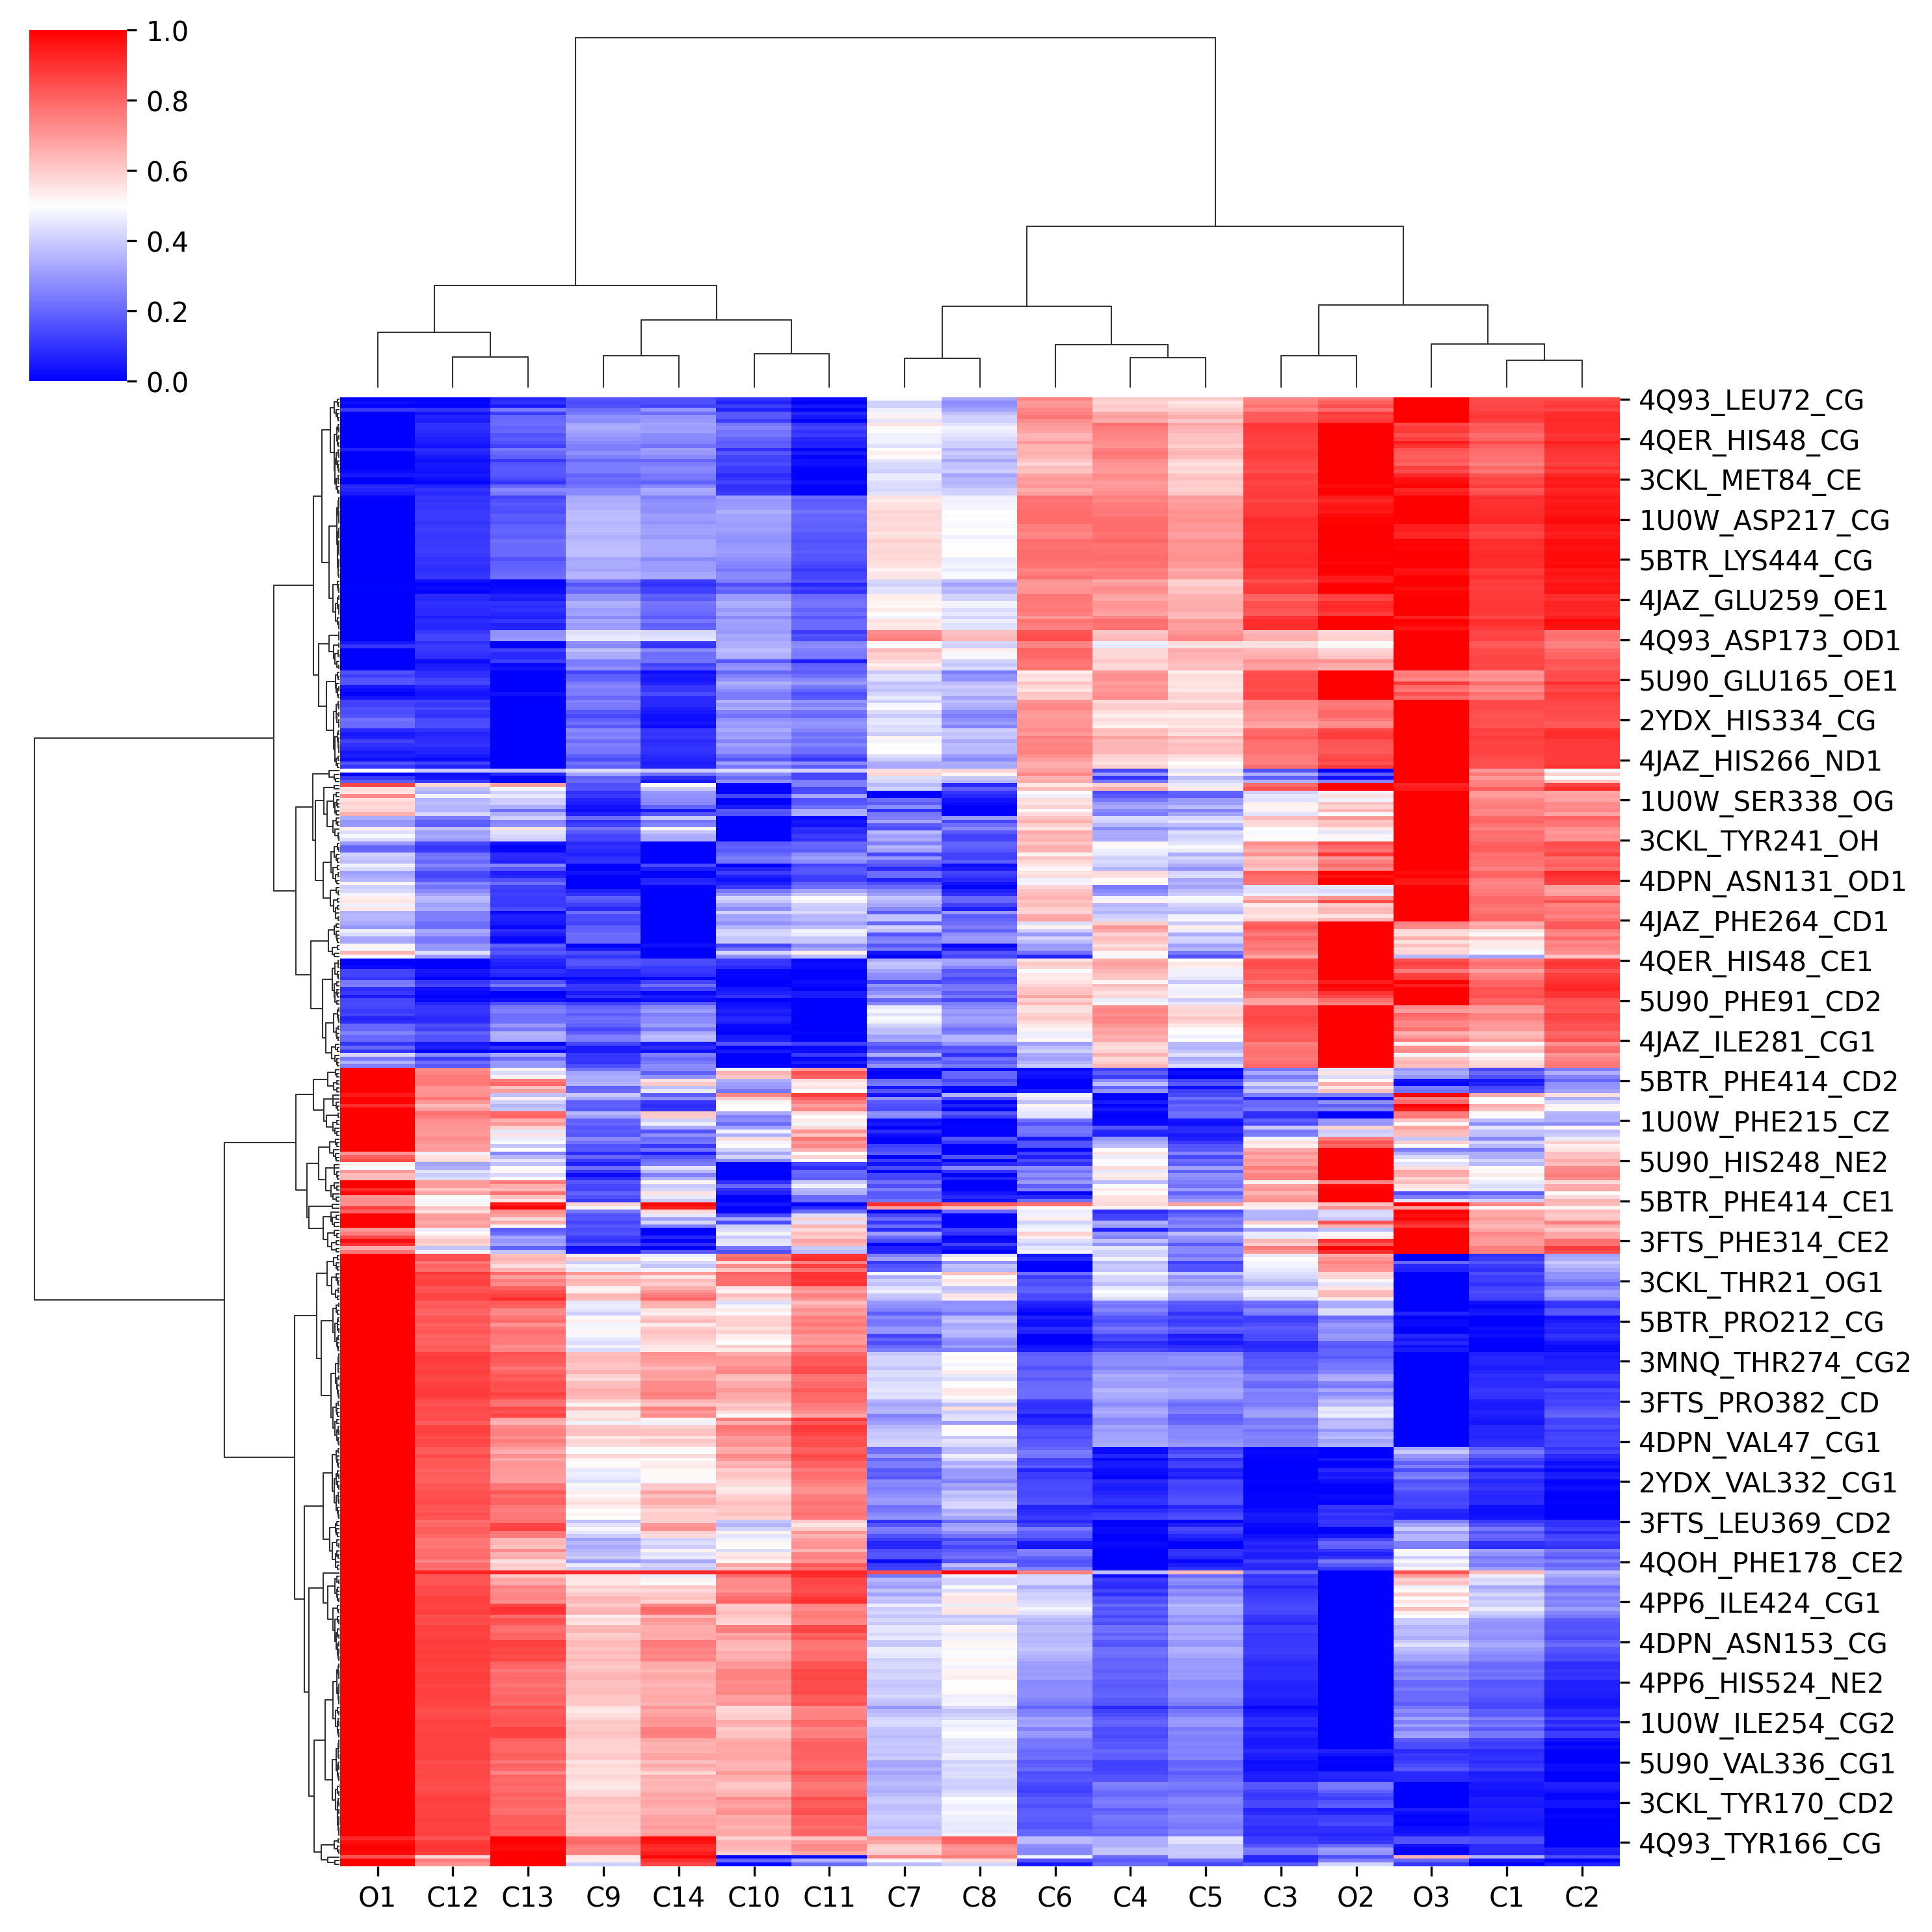 1.0
0.8
0.6
0.4
0.2
0.0
4Q93_LEU72_CG
4QER_HIS48_CG
3CKL_MET84_CE
1U0W_ASP217_CG
5BTR_LYS444_CG
4JAZ_GLU259_OE1
4Q93_ASP173_OD1
5U90_GLU165_OE1
2YDX_HIS334_CG
4JAZ_HIS266_ND1
1U0W_SER338_OG
3CKL_TYR241_OH
4DPN_ASN131_OD1
4JAZ_PHE264_CD1
4QER_HIS48_CE1
5U90_PHE91_CD2
4JAZ_ILE281_CG1
5BTR_PHE414_CD2
1U0W_PHE215_CZ
5U90_HIS248_NE2
5BTR_PHE414_CE1
3FTS_PHE314_CE2
3CKL_THR21_OG1
5BTR_PRO212_CG
3MNQ_THR274_CG2
3FTS_PRO382_CD
4DPN_VAL47_CG1
2YDX_VAL332_CG1
3FTS_LEU369_CD2
4QOH_PHE178_CE2
4PP6_ILE424_CG1
4DPN_ASN153_CG
4PP6_HIS524_NE2
1U0W_ILE254_CG2
5U90_VAL336_CG1
3CKL_TYR170_CD2
4Q93_TYR166_CG
O1 C12 C13 C9 C14 C10 C11 C7 C8 C6 C4 C5 C3 O2 O3 C1 C2